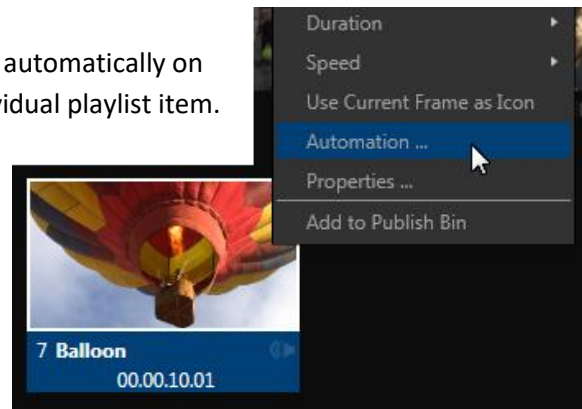 automatically on
vidual playlist item.
Duration
Speed
Use Current Frame as Icon
Automation ...
Properties ...
Add to Publish Bin
7 Balloon
00.00.10.01